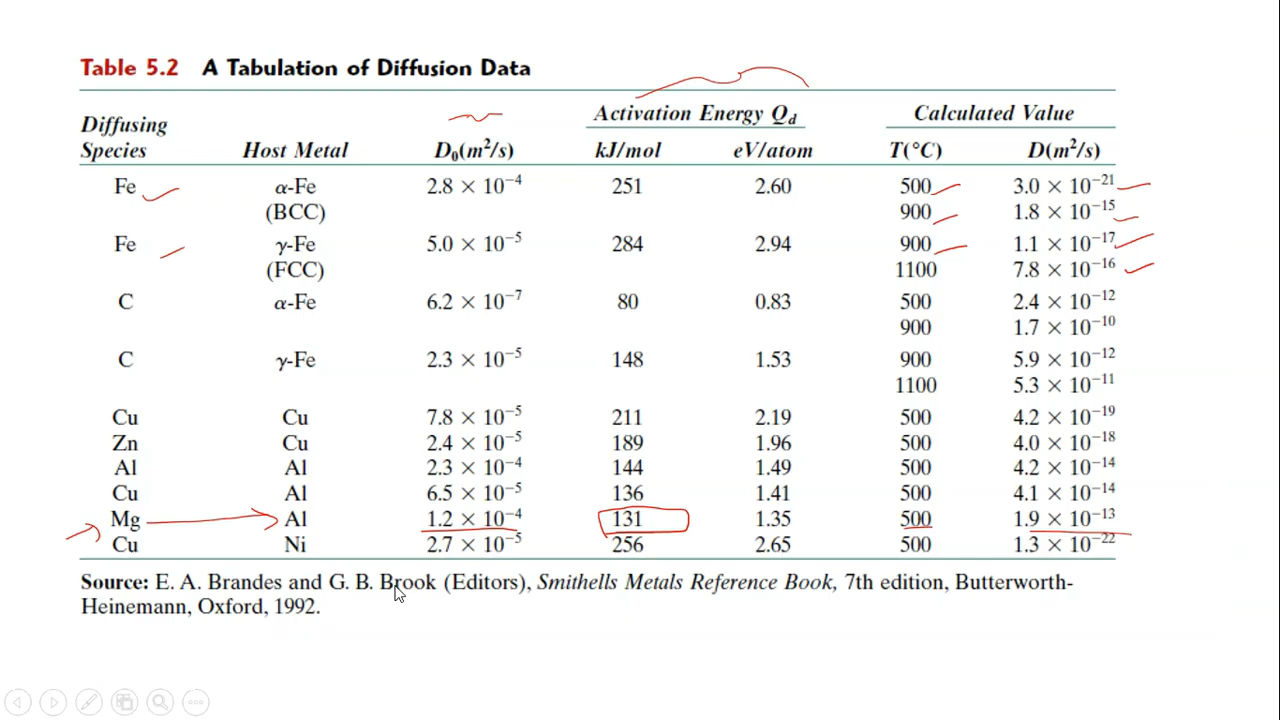 Table 5.2 A Tabulation of Diffusion Data
Activation Energy Qd Calculated Value
Diffusing
Species Host Metal D₀(m²/s) kJ/mol eV/atom T(°C) D(m²/s)
Fe α-Fe 2.8 × 10⁻⁴ 251 2.60 500 3.0 × 10⁻²¹
(BCC) 900 1.8 × 10⁻¹⁵
Fe γ-Fe 5.0 × 10⁻⁵ 284 2.94 900 1.1 × 10⁻¹⁷
(FCC) 1100 7.8 × 10⁻¹⁶
C α-Fe 6.2 × 10⁻⁷ 80 0.83 500 2.4 × 10⁻¹²
900 1.7 × 10⁻¹⁰
C γ-Fe 2.3 × 10⁻⁵ 148 1.53 900 5.9 × 10⁻¹²
1100 5.3 × 10⁻¹¹
Cu Cu 7.8 × 10⁻⁵ 211 2.19 500 4.2 × 10⁻¹⁹
Zn Cu 2.4 × 10⁻⁵ 189 1.96 500 4.0 × 10⁻¹⁸
Al Al 2.3 × 10⁻⁴ 144 1.49 500 4.2 × 10⁻¹⁴
Cu Al 6.5 × 10⁻⁵ 136 1.41 500 4.1 × 10⁻¹⁴
Mg Al 1.2 × 10⁻⁴ 131 1.35 500 1.9 × 10⁻¹³
Cu Ni 2.7 × 10⁻⁵ 256 2.65 500 1.3 × 10⁻²²
Source: E. A. Brandes and G. B. Brook (Editors), Smithells Metals Reference Book, 7th edition, Butterworth-
Heinemann, Oxford, 1992.